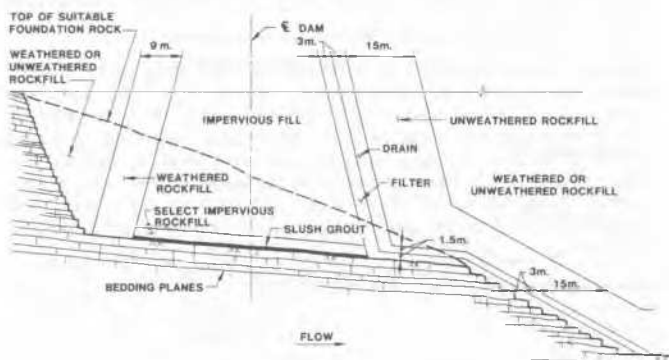 TOP OF SUITABLE
FOUNDATION ROCK
WEATHERED OR
UNWEATHERED
ROCKFILL
9 m.
℄ DAM
3m.
15m.
IMPERVIOUS FILL
UNWEATHERED ROCKFILL
DRAIN
WEATHERED
ROCKFILL
WEATHERED OR
UNWEATHERED ROCKFILL
FILTER
SELECT IMPERVIOUS
ROCKFILL
SLUSH GROUT
1.5m.
BEDDING PLANES
3m.
15m.
FLOW